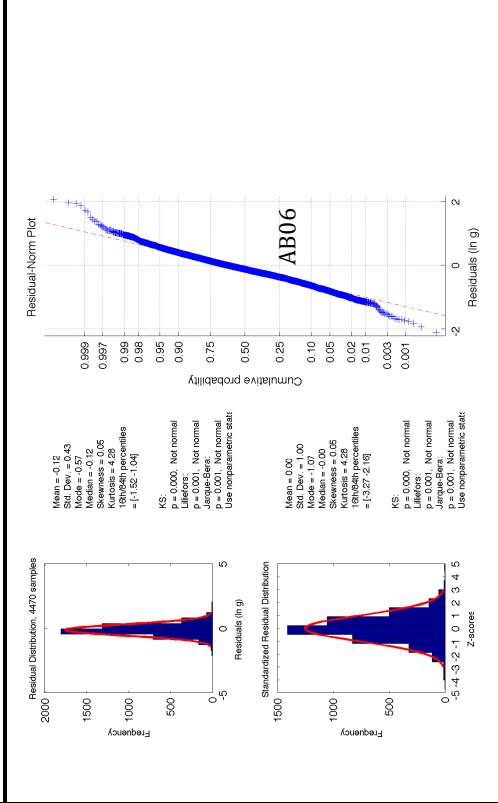 Residual Distribution, 4470 samples
2000
1500
1000
500
0
Frequency
-5
0
5
Residuals (ln g)
Mean = -0.12
Std. Dev. = 0.43
Mode = -0.57
Median = -0.12
Skewness = 0.05
Kurtosis = 4.28
16th/84th percentiles
= [-1.52 -1.04]
KS:
p = 0.000, Not normal
Lilliefors:
p = 0.001, Not normal
Jarque-Bera:
p = 0.001, Not normal
Use nonparametric stats
Residual-Norm Plot
0.999
0.997
0.99
0.98
0.95
0.90
0.75
0.50
0.25
0.10
0.05
0.02
0.01
0.003
0.001
Cumulative probability
AB06
-2
0
2
Residuals (ln g)
Standardized Residual Distribution
1500
1000
500
0
Frequency
-5 -4 -3 -2 -1 0 1 2 3 4 5
Z-scores
Mean = 0.00
Std. Dev. = 1.00
Mode = -1.07
Median = -0.00
Skewness = 0.05
Kurtosis = 4.28
16th/84th percentiles
= [-3.27 -2.16]
KS:
p = 0.000, Not normal
Lilliefors:
p = 0.001, Not normal
Jarque-Bera:
p = 0.001, Not normal
Use nonparametric stats